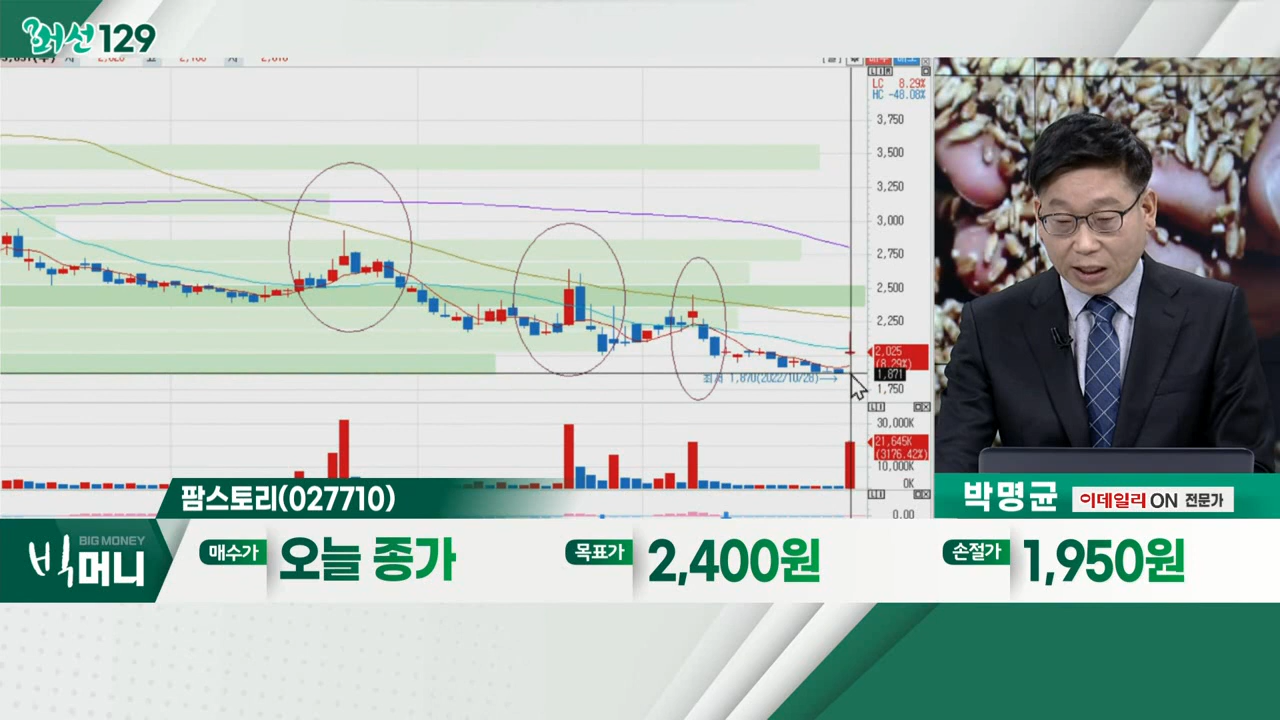 최선129
LC 8.29%
HC -48.08%
3,750
3,500
3,250
3,000
2,750
2,500
2,250
2,025
(8.29%)
1,871
1,750
1,870(2022/10/28)
30,000K
21,645K
(3176.42%)
10,000K
0K
0.00
팜스토리(027710)
박명균 이데일리ON 전문가
BIG MONEY
빅머니
매수가 오늘 종가 목표가 2,400원 손절가 1,950원